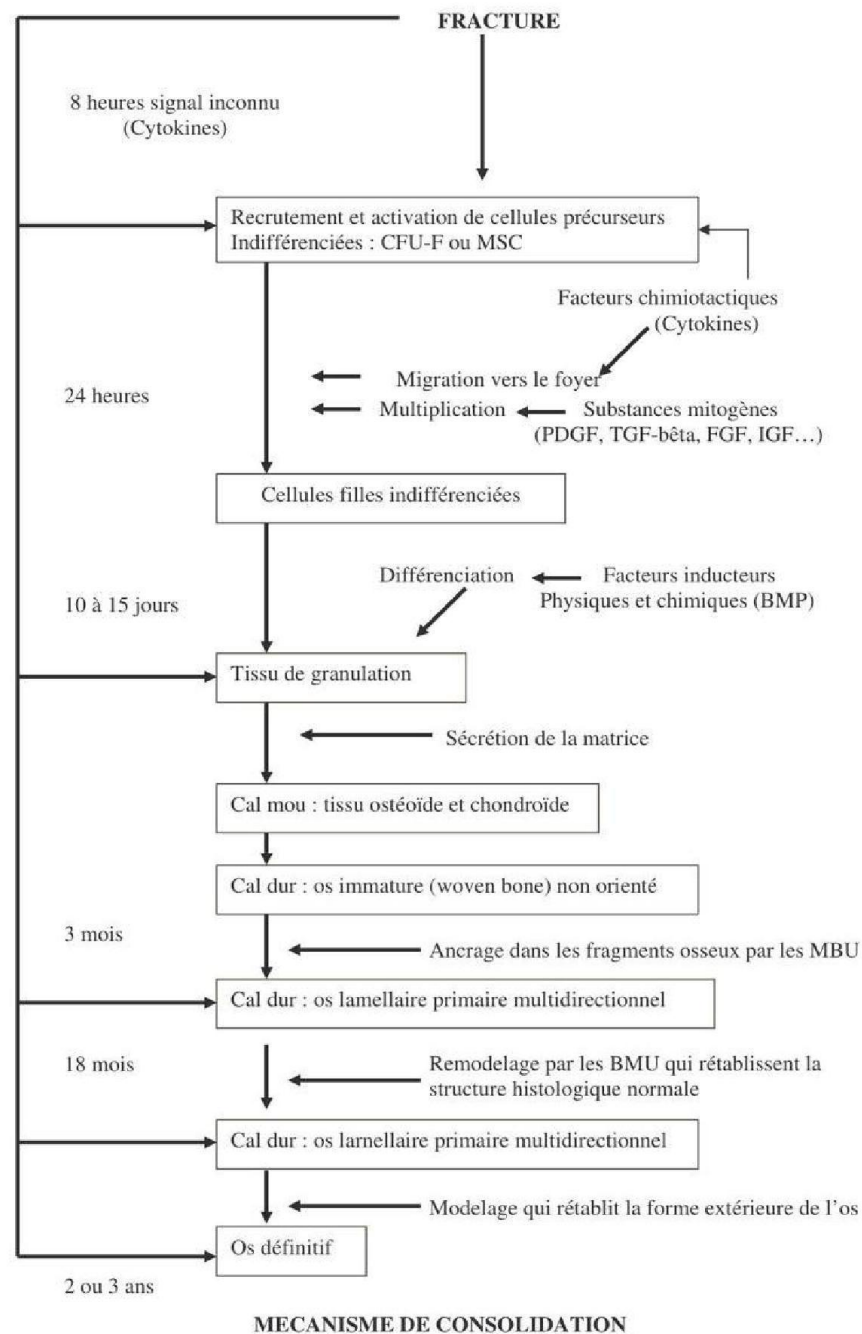 FRACTURE
8 heures signal inconnu
(Cytokines)
Recrutement et activation de cellules précurseurs
Indifférenciées : CFU-F ou MSC
Facteurs chimiotactiques
(Cytokines)
Migration vers le foyer
24 heures
Multiplication
Substances mitogènes
(PDGF, TGF-bêta, FGF, IGF…)
Cellules filles indifférenciées
Différenciation
Facteurs inducteurs
Physiques et chimiques (BMP)
10 à 15 jours
Tissu de granulation
Sécrétion de la matrice
Cal mou : tissu ostéoïde et chondroïde
Cal dur : os immature (woven bone) non orienté
3 mois
Ancrage dans les fragments osseux par les MBU
Cal dur : os lamellaire primaire multidirectionnel
18 mois
Remodelage par les BMU qui rétablissent la
structure histologique normale
Cal dur : os larnellaire primaire multidirectionnel
Modelage qui rétablit la forme extérieure de l’os
Os définitif
2 ou 3 ans
MECANISME DE CONSOLIDATION